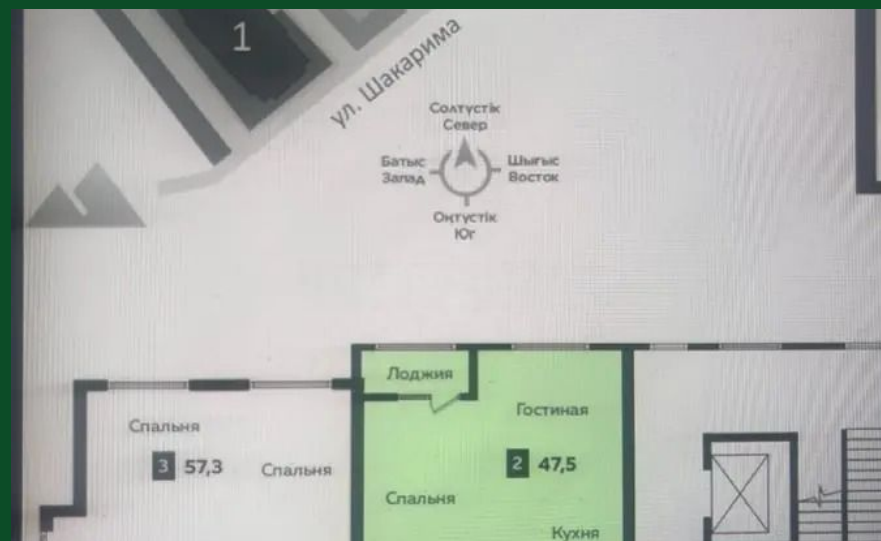 1
ул. Шакарима
Солтүстік
Север
Батыс
Запад
Шығыс
Восток
Оңтүстік
Юг
Лоджия
Гостиная
Спальня
3 57,3
Спальня
2 47,5
Спальня
Кухня